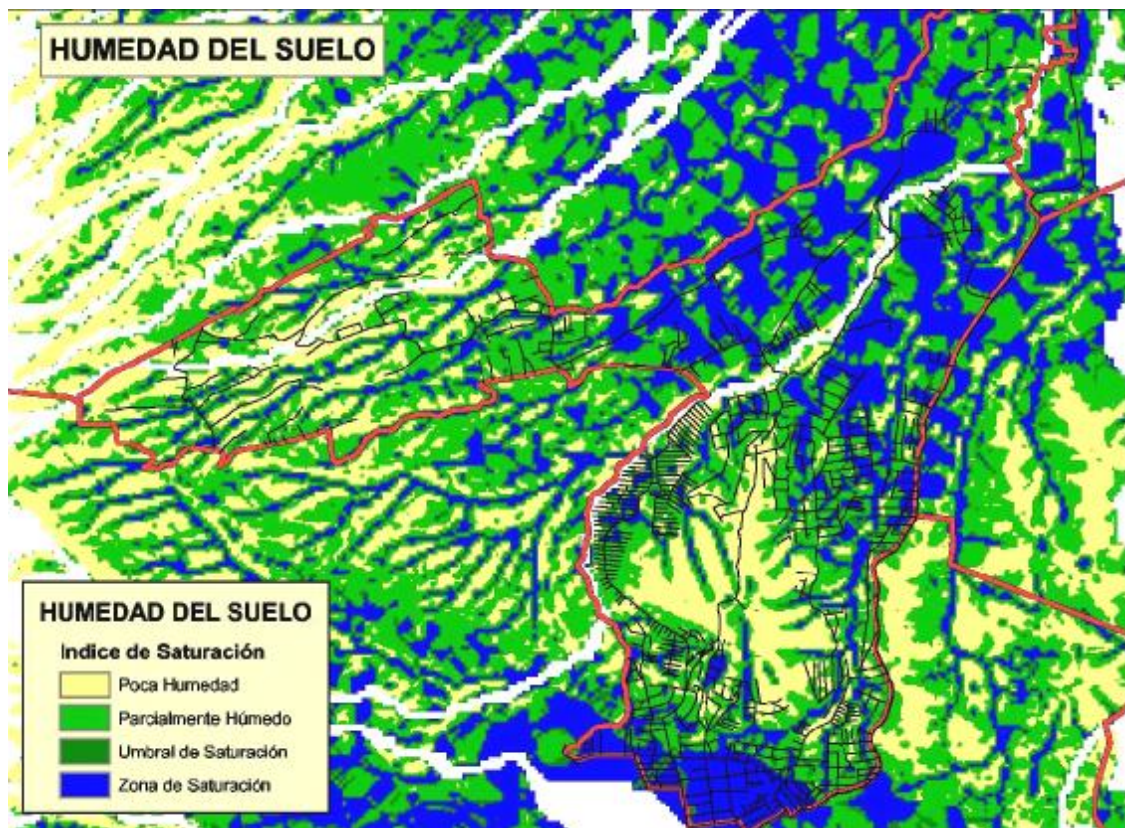 HUMEDAD DEL SUELO
HUMEDAD DEL SUELO
Indice de Saturación
Poca Humedad
Parcialmente Húmedo
Umbral de Saturación
Zona de Saturación